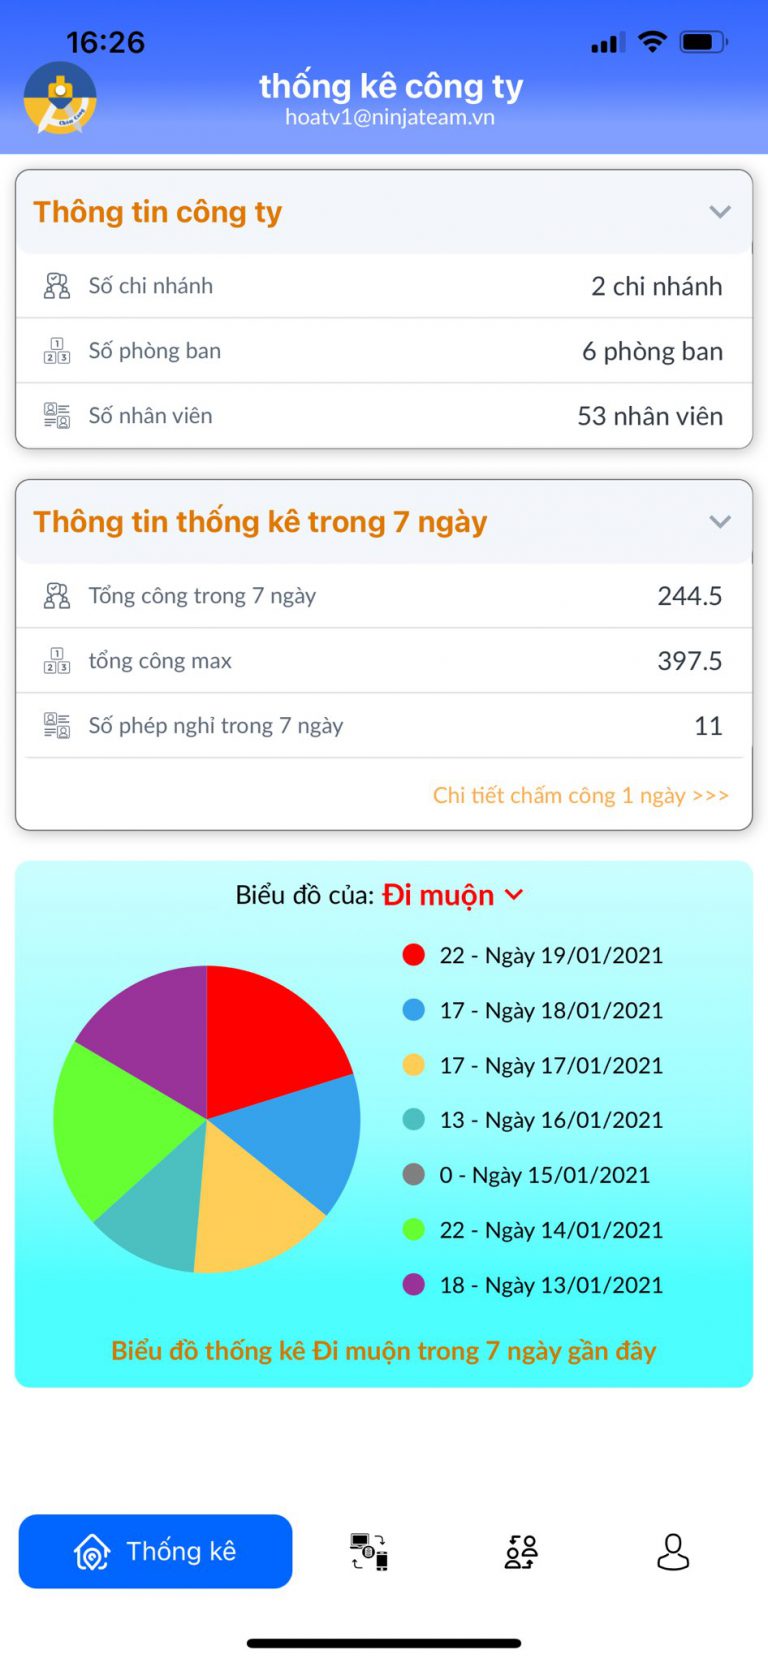 16:26
thống kê công ty
hoatv1@ninjateam.vn
Thông tin công ty
Số chi nhánh 2 chi nhánh
Số phòng ban 6 phòng ban
Số nhân viên 53 nhân viên
Thông tin thống kê trong 7 ngày
Tổng công trong 7 ngày 244.5
tổng công max 397.5
Số phép nghỉ trong 7 ngày 11
Chi tiết chấm công 1 ngày >>>
Biểu đồ của: Đi muộn
22 - Ngày 19/01/2021
17 - Ngày 18/01/2021
17 - Ngày 17/01/2021
13 - Ngày 16/01/2021
0 - Ngày 15/01/2021
22 - Ngày 14/01/2021
18 - Ngày 13/01/2021
Biểu đồ thống kê Đi muộn trong 7 ngày gần đây
Thống kê